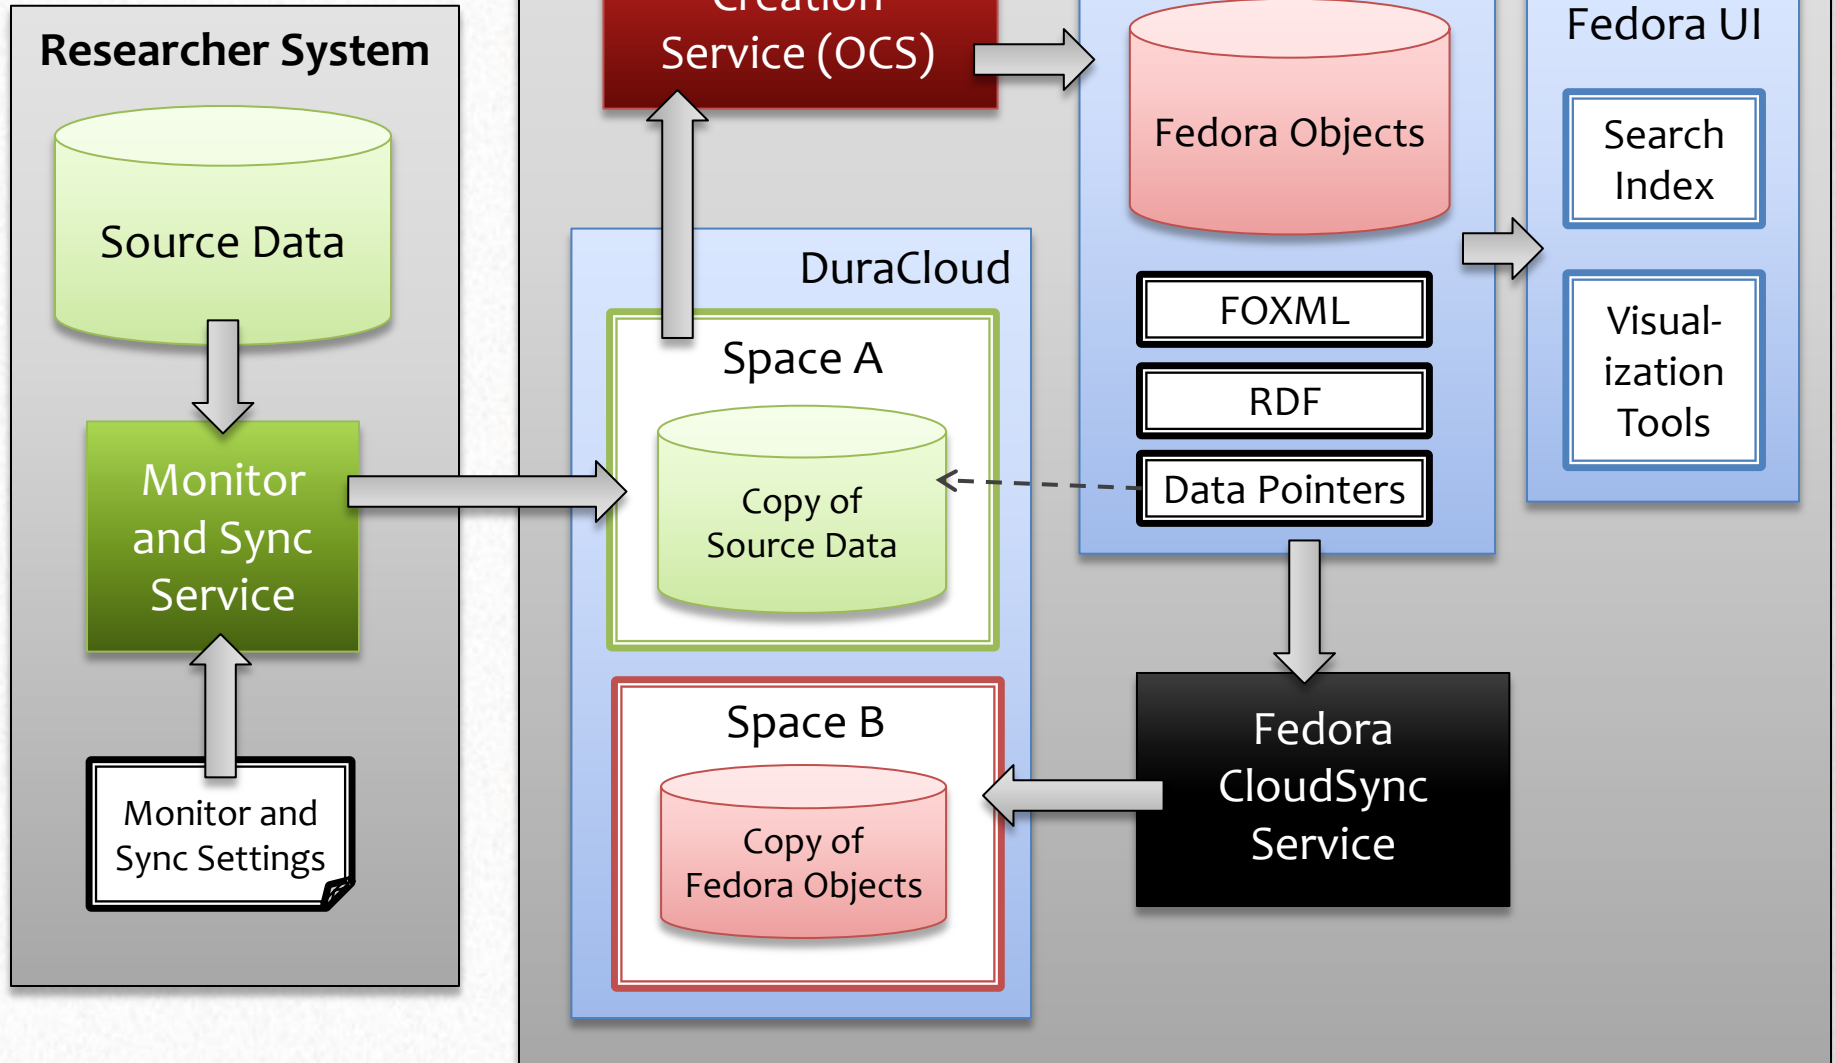 Researcher System
Source Data
Monitor
and Sync
Service
Monitor and
Sync Settings
Creation
Service (OCS)
DuraCloud
Space A
Copy of
Source Data
Space B
Copy of
Fedora Objects
Fedora Objects
FOXML
RDF
Data Pointers
Fedora
CloudSync
Service
Fedora UI
Search
Index
Visual-
ization
Tools